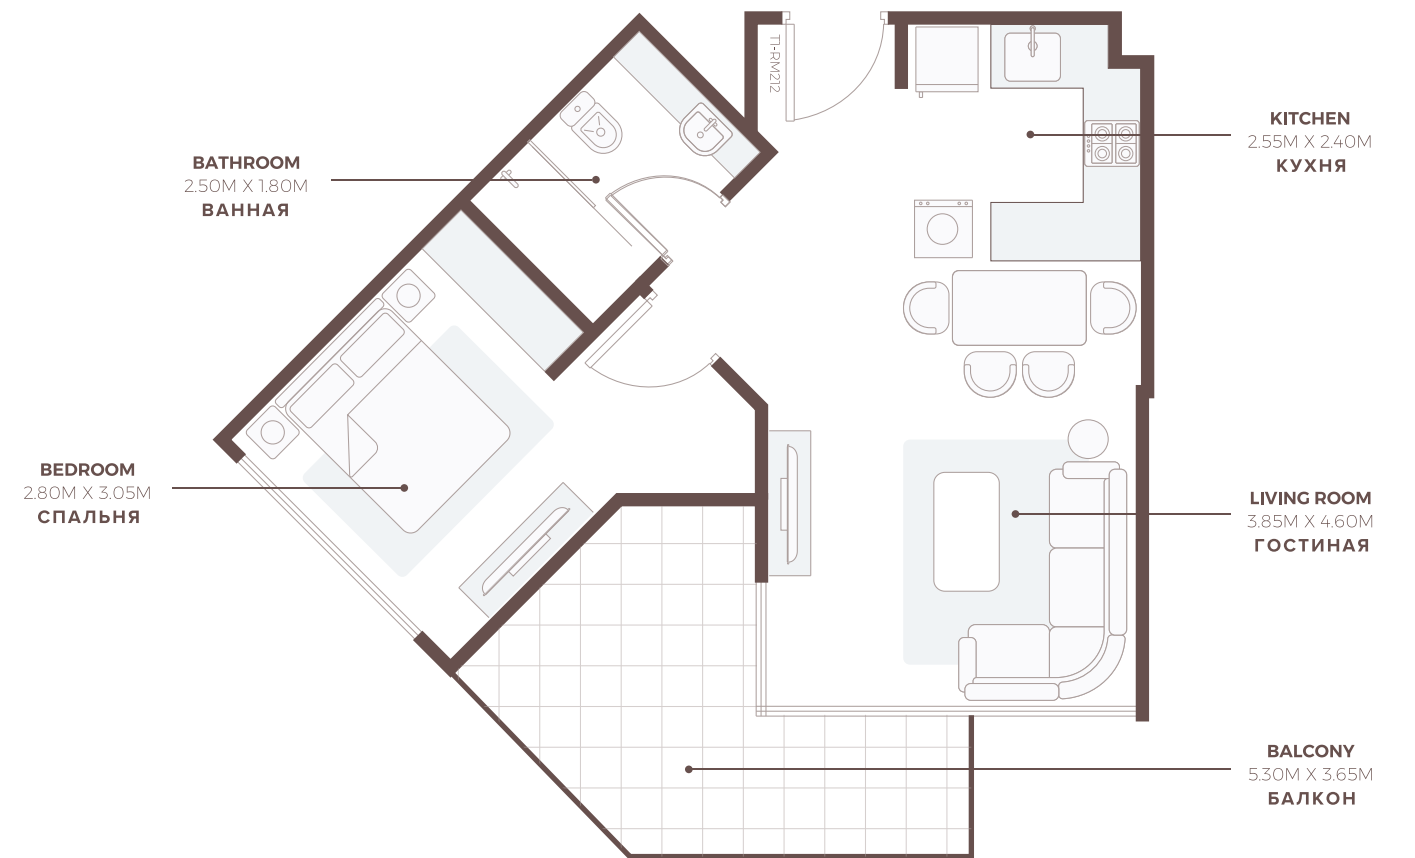 T1-RM212
KITCHEN
2.55M X 2.40M
КУХНЯ
BATHROOM
2.50M X 1.80M
ВАННАЯ
BEDROOM
2.80M X 3.05M
СПАЛЬНЯ
LIVING ROOM
3.85M X 4.60M
ГОСТИНАЯ
BALCONY
5.30M X 3.65M
БАЛКОН